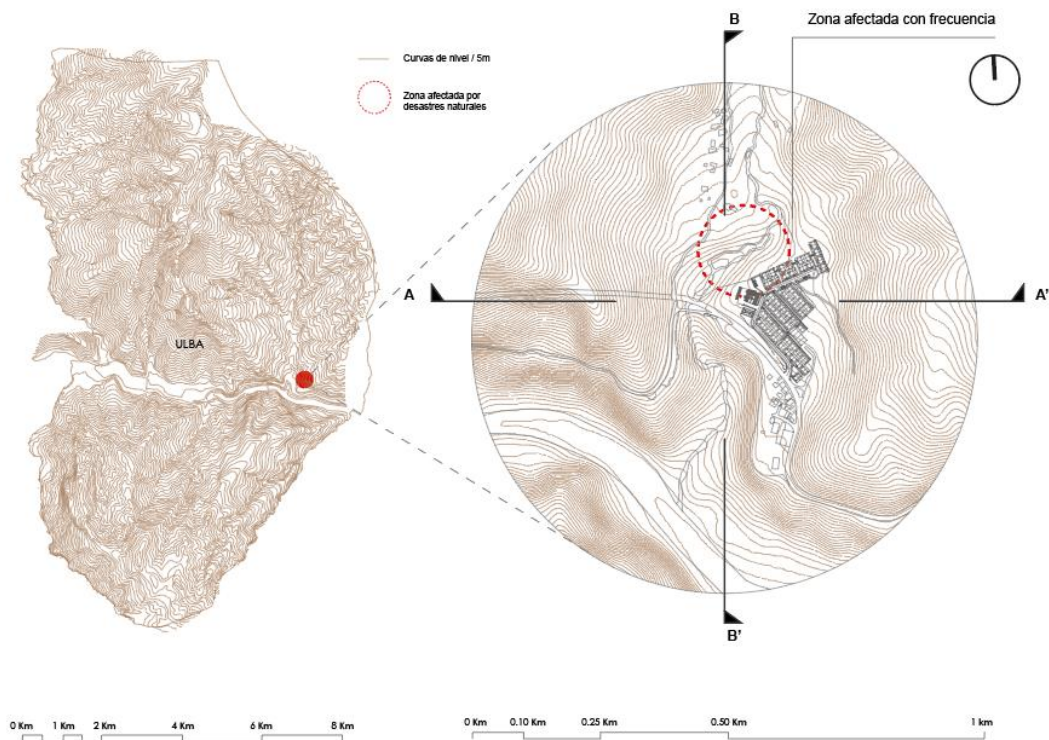 B
Zona afectada con frecuencia
Curvas de nivel / 5m
Zona afectada por
desastres naturales
A
A'
ULBA
B'
0 Km 1 Km 2 Km 4 Km 6 Km 8 Km
0 Km 0.10 Km 0.25 Km 0.50 Km 1 km